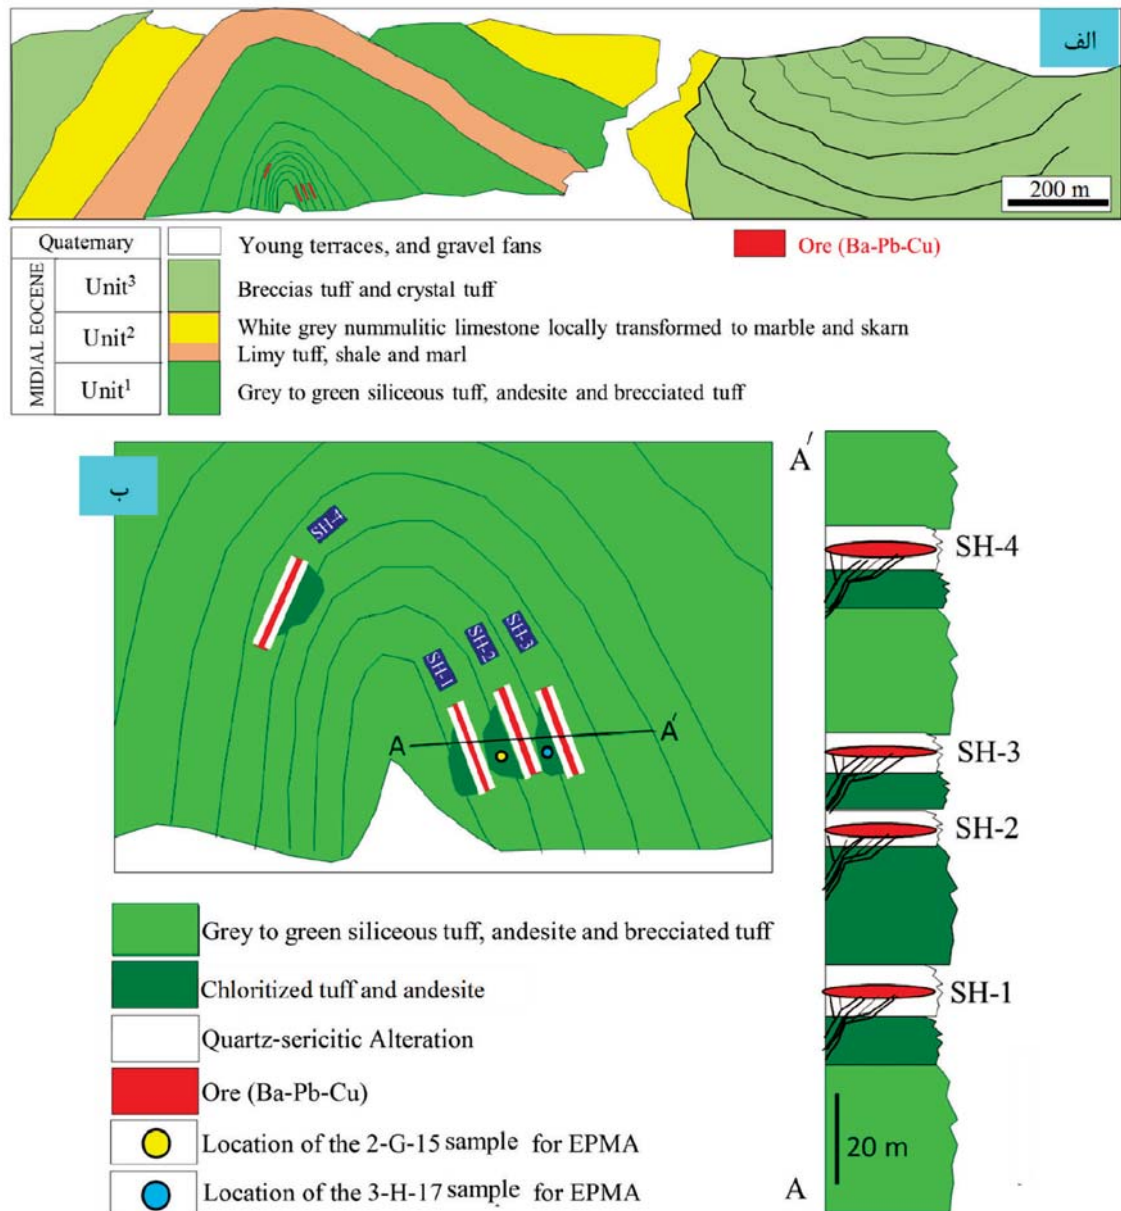 الف
200 m
Quaternary
Young terraces, and gravel fans
Ore (Ba-Pb-Cu)
MIDIAL EOCENE
Unit³
Breccias tuff and crystal tuff
Unit²
White grey nummulitic limestone locally transformed to marble and skarn
Limy tuff, shale and marl
Unit¹
Grey to green siliceous tuff, andesite and brecciated tuff
ب
SH-4
SH-3
SH-2
SH-1
A
A′
A′
SH-4
SH-3
SH-2
SH-1
20 m
A
Grey to green siliceous tuff, andesite and brecciated tuff
Chloritized tuff and andesite
Quartz-sericitic Alteration
Ore (Ba-Pb-Cu)
Location of the 2-G-15 sample for EPMA
Location of the 3-H-17 sample for EPMA